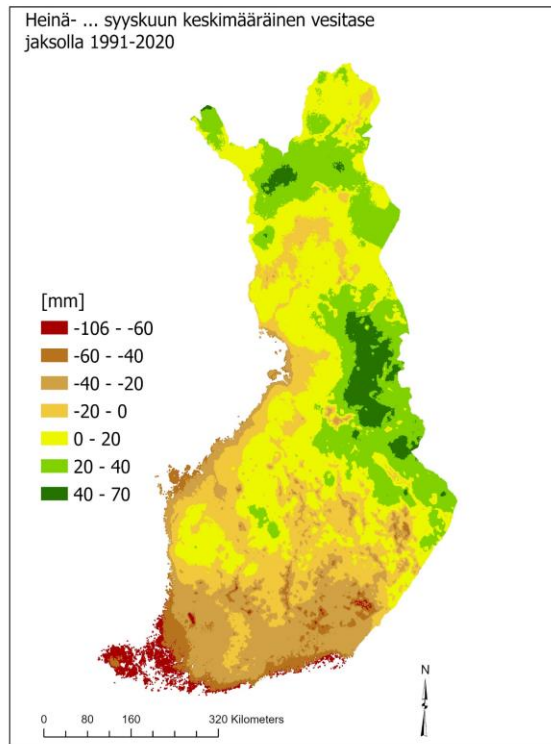 Heinä- ... syyskuun keskimääräinen vesitase
jaksolla 1991-2020
[mm]
-106 - -60
-60 - -40
-40 - -20
-20 - 0
0 - 20
20 - 40
40 - 70
N
0 80 160 320 Kilometers